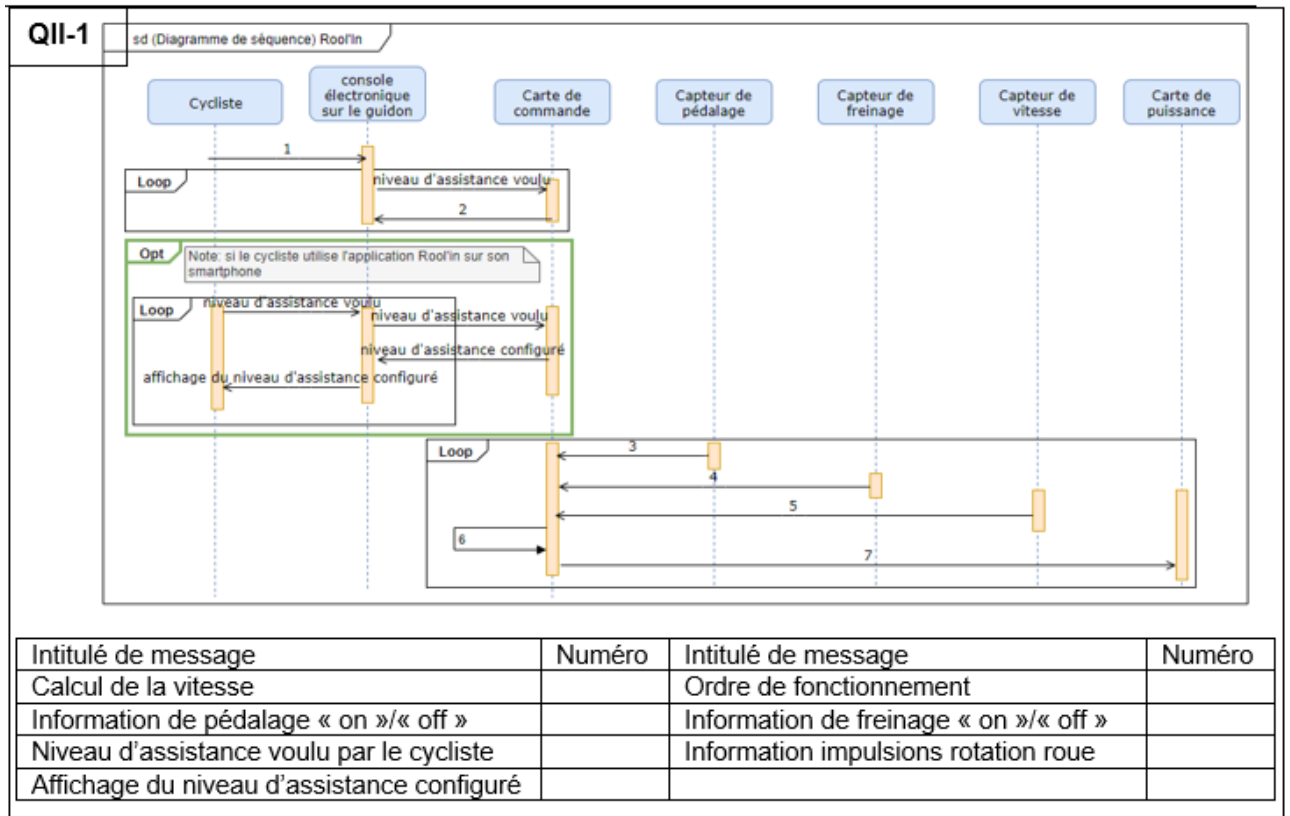 QII-1
sd (Diagramme de séquence) Rool'In
Cycliste
console
électronique
sur le guidon
Carte de
commande
Capteur de
pédalage
Capteur de
freinage
Capteur de
vitesse
Carte de
puissance
1
Loop
niveau d'assistance voulu
2
Opt
Note: si le cycliste utilise l'application Rool'in sur son
smartphone
Loop
niveau d'assistance voulu
niveau d'assistance voulu
niveau d'assistance configuré
affichage du niveau d'assistance configuré
Loop
3
4
5
6
7
Intitulé de message Numéro Intitulé de message Numéro
Calcul de la vitesse Ordre de fonctionnement
Information de pédalage « on »/« off » Information de freinage « on »/« off »
Niveau d'assistance voulu par le cycliste Information impulsions rotation roue
Affichage du niveau d'assistance configuré